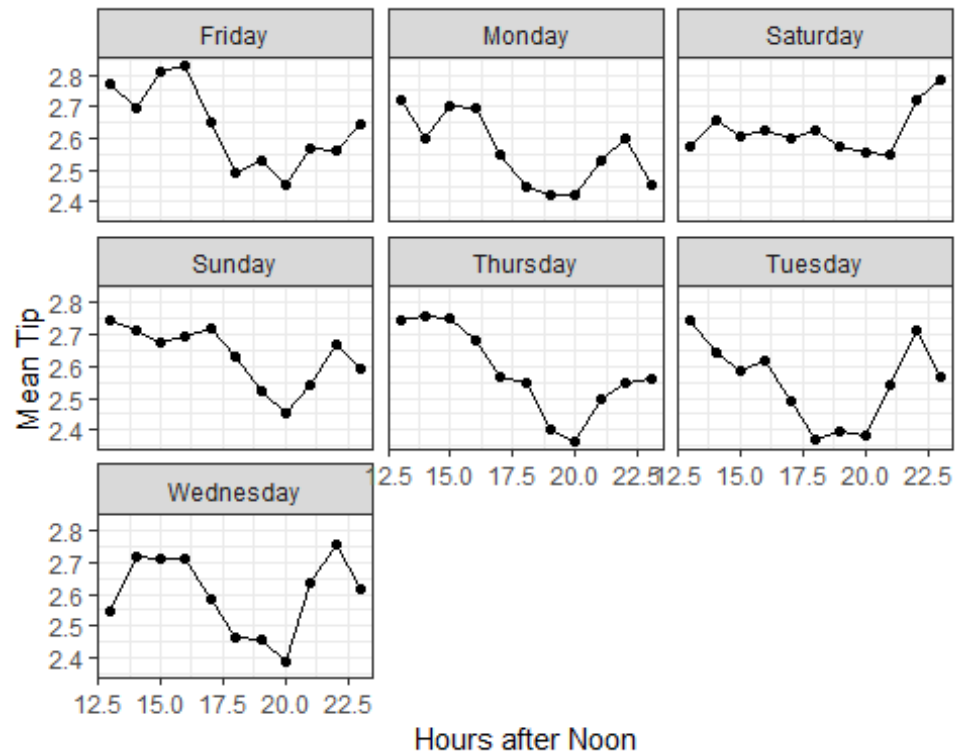 Friday Monday Saturday
2.8
2.7
2.6
2.5
2.4
Sunday Thursday Tuesday
2.8
2.7
2.6
2.5
2.4
Mean Tip
12.5 15.0 17.5 20.0 22.5 12.5 15.0 17.5 20.0 22.5
Wednesday
2.8
2.7
2.6
2.5
2.4
12.5 15.0 17.5 20.0 22.5
Hours after Noon